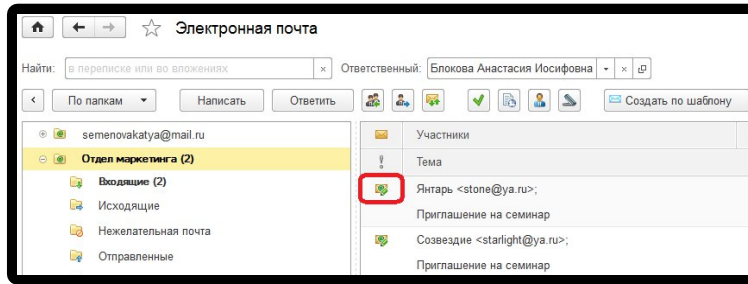 Электронная почта
Найти: в переписке или во вложениях × Ответственный: Блокова Анастасия Иосифовна × 
По папкам Написать Ответить Создать по шаблону
semenovakatya@mail.ru Участники
Отдел маркетинга (2) Тема
Входящие (2) Янтарь <stone@ya.ru>;
Исходящие Приглашение на семинар
Нежелательная почта Созвездие <starlight@ya.ru>;
Отправленные Приглашение на семинар